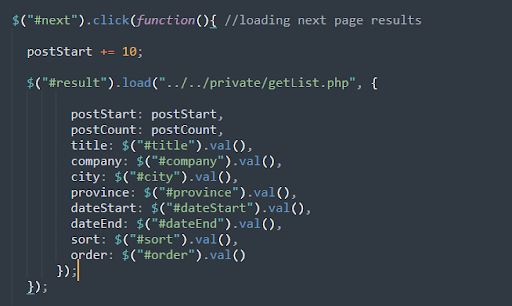 $("#next").click(function(){ //loading next page results
postStart += 10;
$("#result").load("../../private/getList.php", {
postStart: postStart,
postCount: postCount,
title: $("#title").val(),
company: $("#company").val(),
city: $("#city").val(),
province: $("#province").val(),
dateStart: $("#dateStart").val(),
dateEnd: $("#dateEnd").val(),
sort: $("#sort").val(),
order: $("#order").val()
});
});